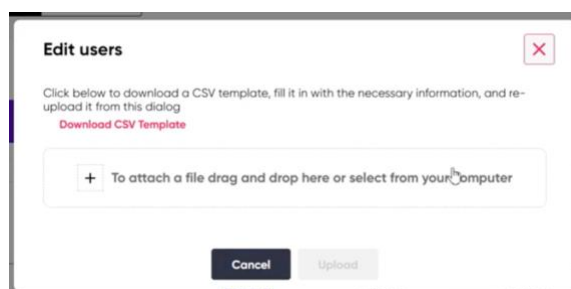 Edit users
Click below to download a CSV template, fill it in with the necessary information, and re-
upload it from this dialog
Download CSV Template
+ To attach a file drag and drop here or select from your computer
Cancel
Upload